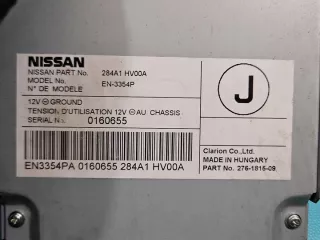 NISSAN
NISSAN PART No. 284A1 HV00A
MODEL No. EN-3354P
N° DE MODELE
12V ⊖ GROUND
TENSION D'UTILISATION 12V ⊖ AU CHASSIS
SERIAL No. 0160655
J
EN3354PA 0160655 284A1 HV00A
Clarion Co.,Ltd.
MADE IN HUNGARY
PART No. 276-1815-09